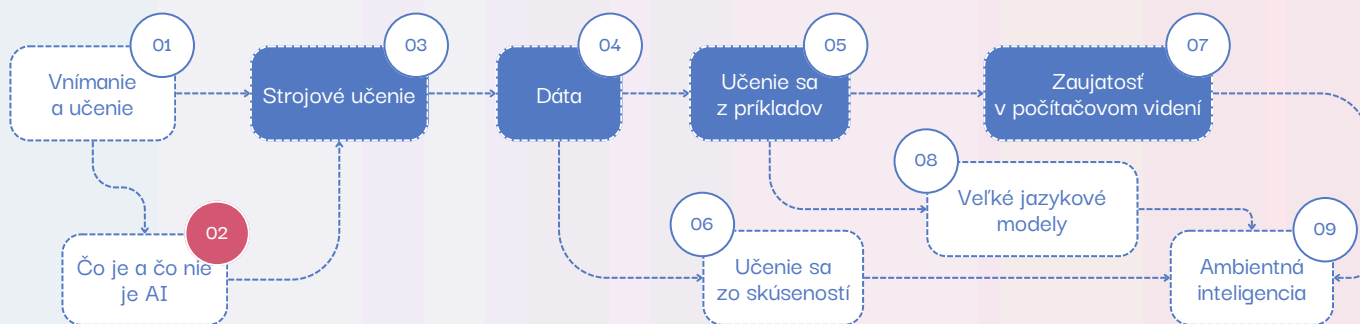 01
Vnímanie
a učenie
02
Čo je a čo nie
je AI
03
Strojové učenie
04
Dáta
05
Učenie sa
z príkladov
06
Učenie sa
zo skúseností
07
Zaujatosť
v počítačovom videní
08
Veľké jazykové
modely
09
Ambientná
inteligencia